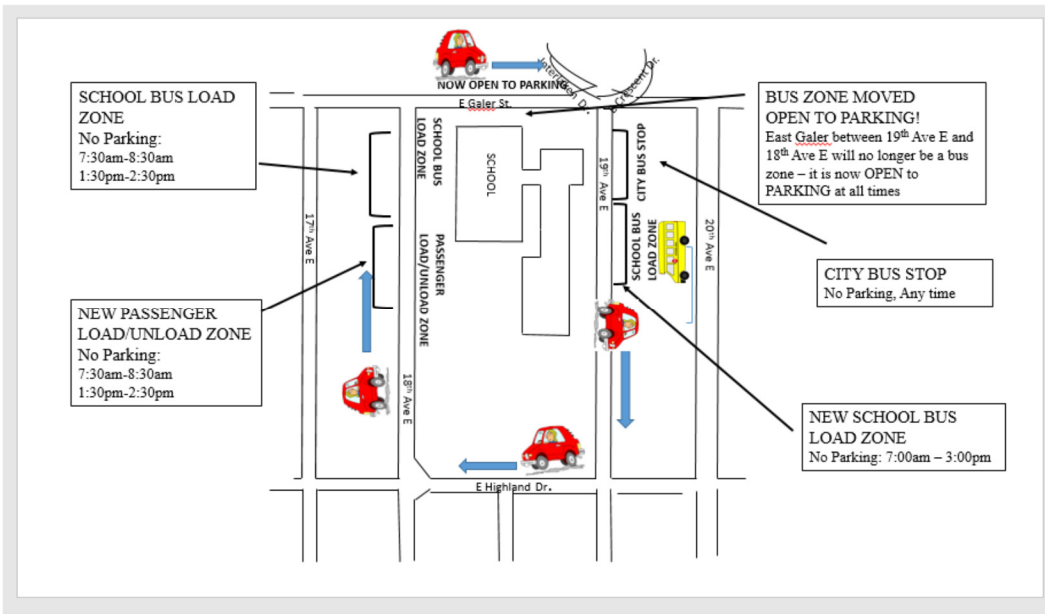 NOW OPEN TO PARKING
Interlaken Dr.
E Crescent Dr.
E Galer St.
SCHOOL BUS LOAD
ZONE
No Parking:
7:30am-8:30am
1:30pm-2:30pm
BUS ZONE MOVED
OPEN TO PARKING!
East Galer between 19th Ave E and
18th Ave E will no longer be a bus
zone – it is now OPEN to
PARKING at all times
SCHOOL BUS
LOAD ZONE
SCHOOL
19th Ave E
CITY BUS STOP
17th Ave E
PASSENGER
LOAD/UNLOAD ZONE
SCHOOL BUS
LOAD ZONE
20th Ave E
CITY BUS STOP
No Parking, Any time
NEW PASSENGER
LOAD/UNLOAD ZONE
No Parking:
7:30am-8:30am
1:30pm-2:30pm
18th Ave E
NEW SCHOOL BUS
LOAD ZONE
No Parking: 7:00am – 3:00pm
E Highland Dr.